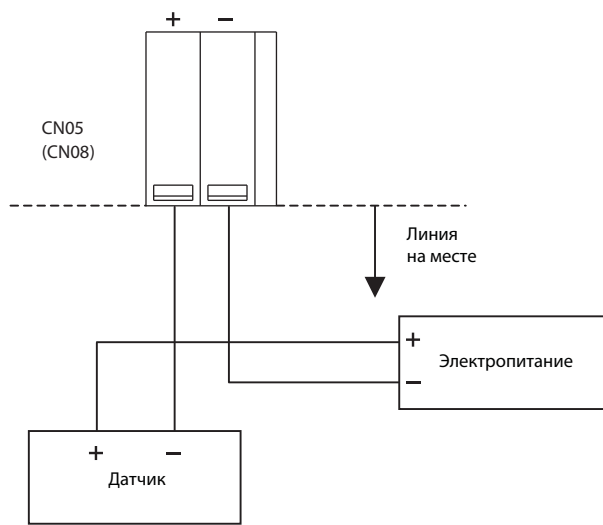 + −
CN05
(CN08)
Линия
на месте
+
Электропитание
−
+ −
Датчик